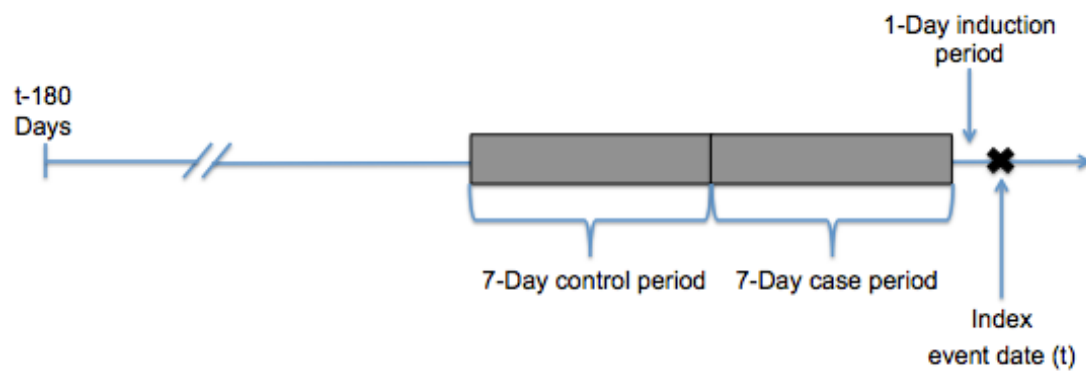 1-Day induction
period
t-180
Days
7-Day control period
7-Day case period
Index
event date (t)